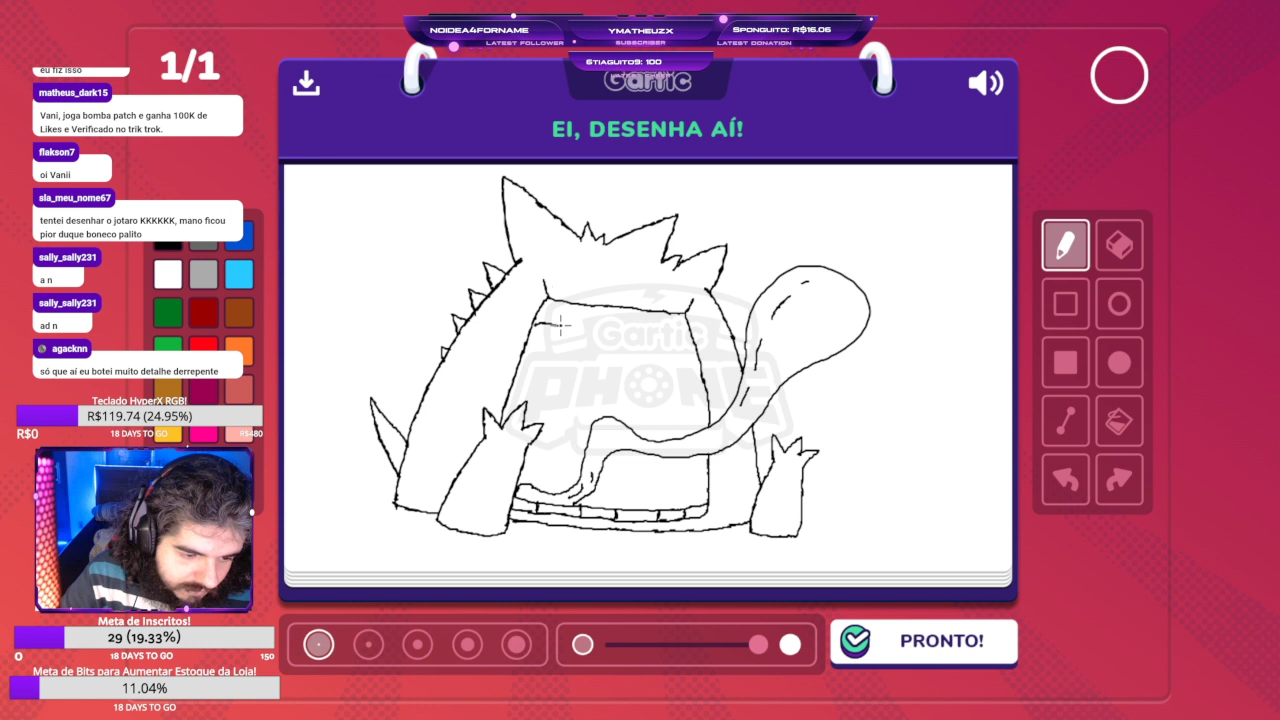 NOIDEA4FORNAME
LATEST FOLLOWER
YMATHEUZX
SUBSCRIBER
SPONGUITO: R$16.06
LATEST DONATION
6TIAGUITO9: 100
Gartic
1/1
EI, DESENHA AÍ!
eu fiz isso
matheus_dark15
Vani, joga bomba patch e ganha 100K de
Likes e Verificado no trik trok.
flakson7
oi Vanii
sla_meu_nome67
tentei desenhar o jotaro KKKKKK, mano ficou
pior duque boneco palito
sally_sally231
a n
sally_sally231
ad n
agacknn
só que aí eu botei muito detalhe derrepente
Gartic
PHONE
Teclado HyperX RGB!
R$119.74 (24.95%)
R$0
18 DAYS TO GO
R$480
Meta de Inscritos!
29 (19.33%)
0
18 DAYS TO GO
150
Meta de Bits para Aumentar Estoque da Loja!
11.04%
18 DAYS TO GO
PRONTO!